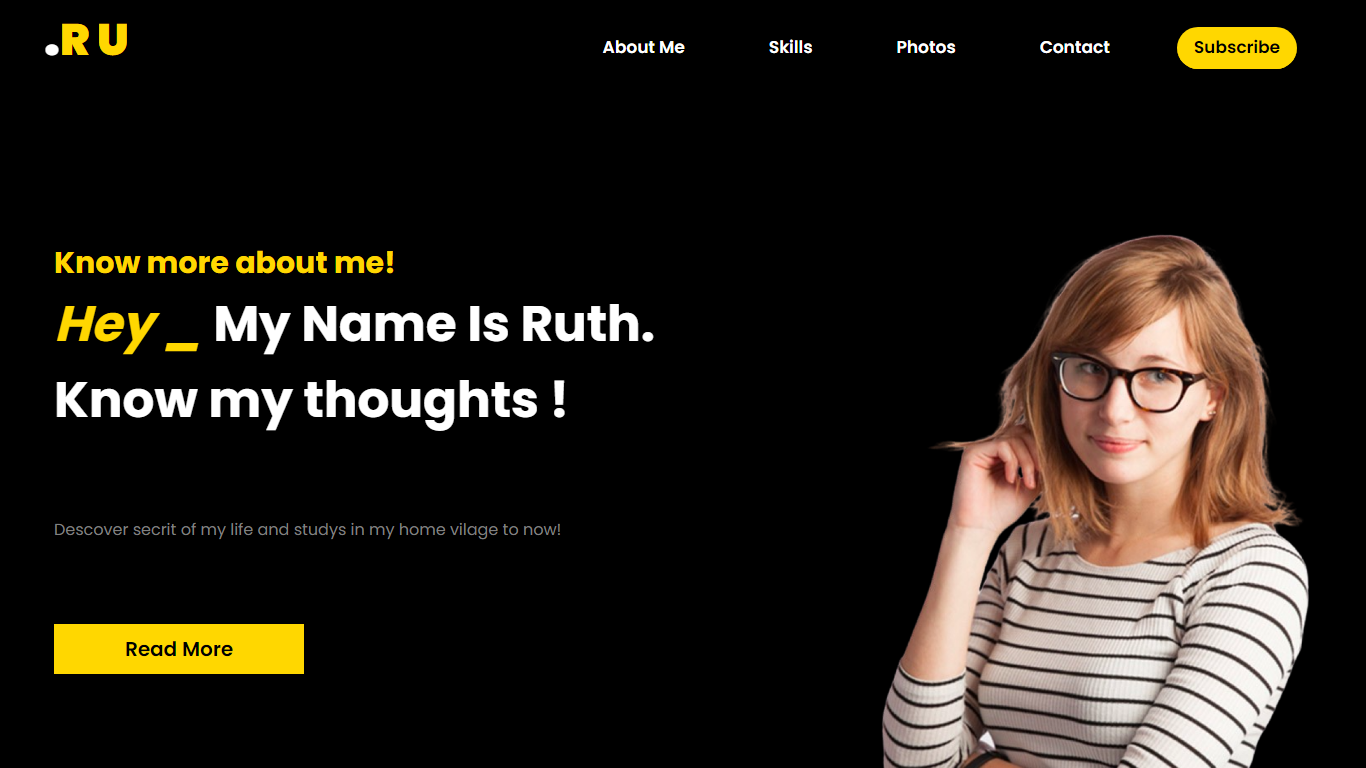 .RU
About Me
Skills
Photos
Contact
Subscribe
Know more about me!
Hey _ My Name Is Ruth.
Know my thoughts !
Descover secrit of my life and studys in my home vilage to now!
Read More